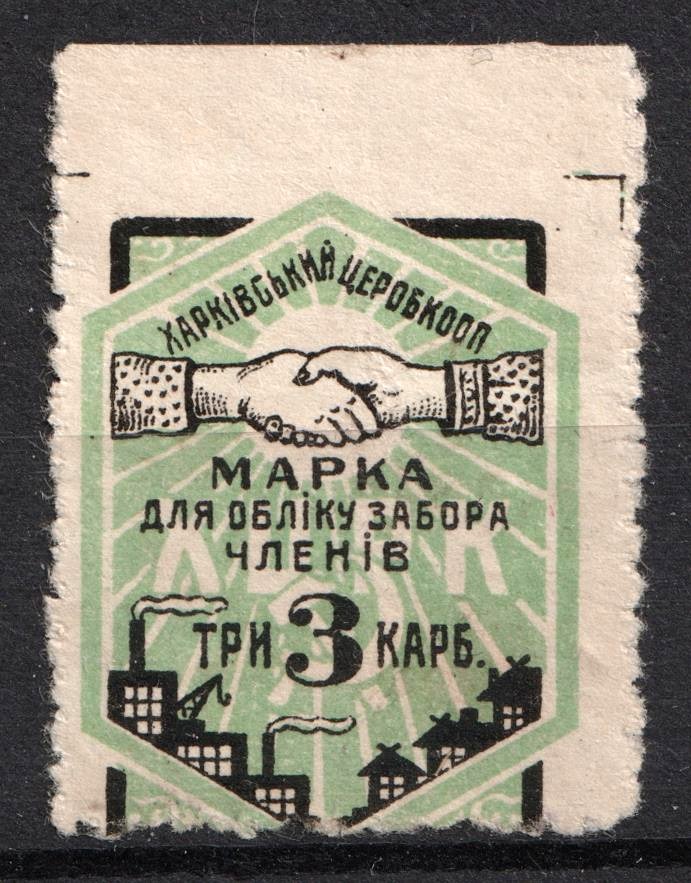 ХАРКІВСЬКИЙ ЦЕРОБКООП
МАРКА
ДЛЯ ОБЛІКУ ЗАБОРА
ЧЛЕНІВ
ТРИ 3 КАРБ.